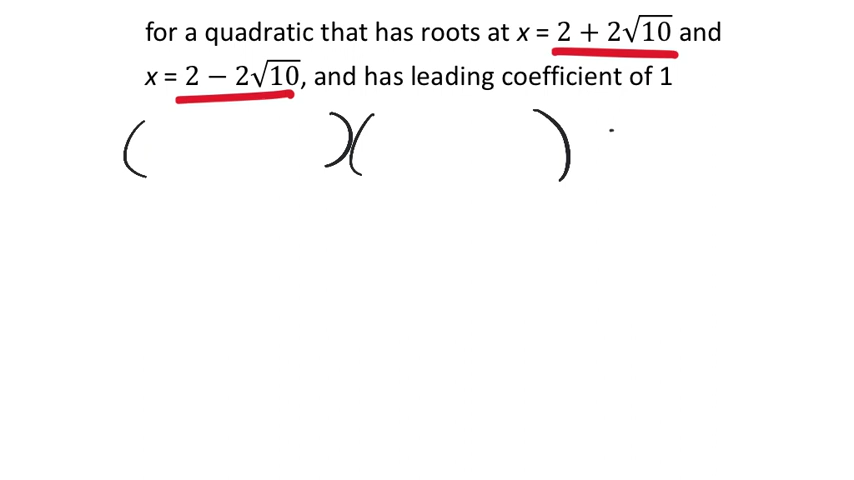 for a quadratic that has roots at x = 2 + 2√10 and
x = 2 − 2√10, and has leading coefficient of 1
( )( )